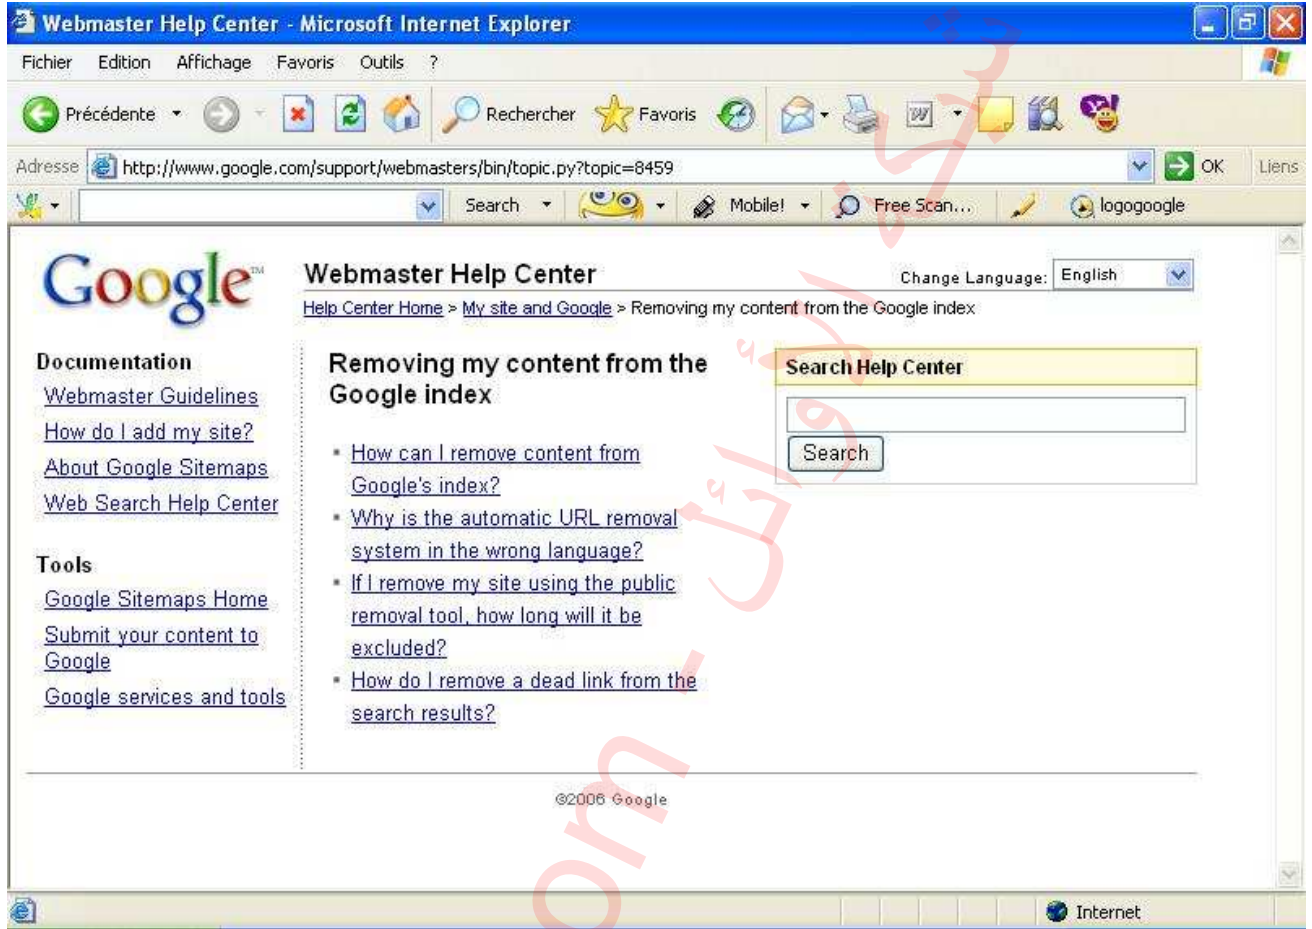 Webmaster Help Center - Microsoft Internet Explorer
Fichier Edition Affichage Favoris Outils ?
Précédente Rechercher Favoris
Adresse http://www.google.com/support/webmasters/bin/topic.py?topic=8459 OK Liens
Search Mobile! Free Scan... logogoogle
Google™ Webmaster Help Center Change Language: English
Help Center Home > My site and Google > Removing my content from the Google index
Documentation
Webmaster Guidelines
How do I add my site?
About Google Sitemaps
Web Search Help Center
Tools
Google Sitemaps Home
Submit your content to
Google
Google services and tools
Removing my content from the
Google index
How can I remove content from
Google's index?
Why is the automatic URL removal
system in the wrong language?
If I remove my site using the public
removal tool, how long will it be
excluded?
How do I remove a dead link from the
search results?
Search Help Center
Search
©2006 Google
Internet
om -